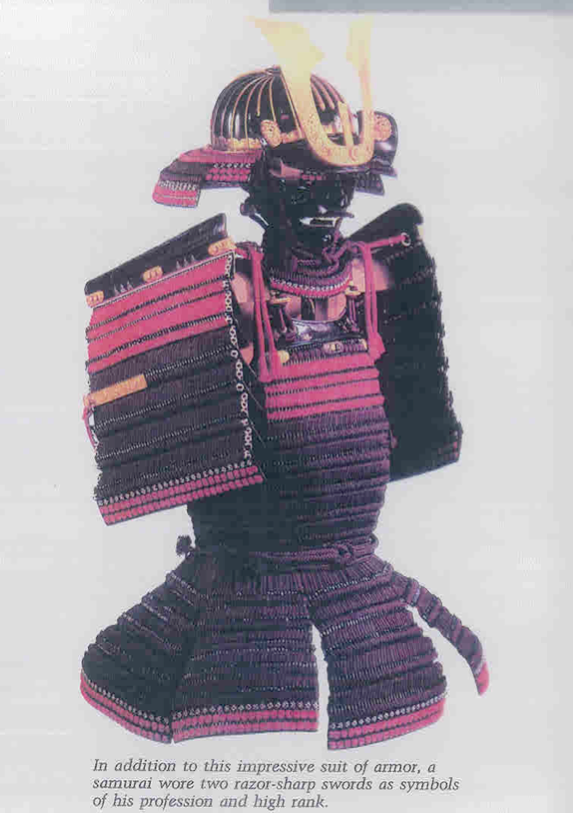 In addition to this impressive suit of armor, a
samurai wore two razor-sharp swords as symbols
of his profession and high rank.